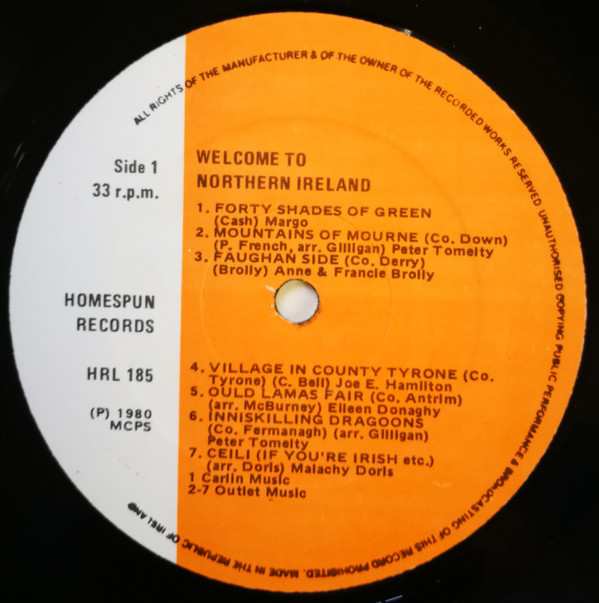 ALL RIGHTS OF THE MANUFACTURER & OF THE OWNER OF THE RECORDED WORKS RESERVED UNAUTHORISED COPYING PUBLIC PERFORMANCE & BROADCASTING OF THIS RECORD PROHIBITED. MADE IN THE REPUBLIC OF IRELAND
Side 1
33 r.p.m.
HOMESPUN
RECORDS
HRL 185
(P) 1980
MCPS
WELCOME TO
NORTHERN IRELAND
1. FORTY SHADES OF GREEN
(Cash) Margo
2. MOUNTAINS OF MOURNE (Co. Down)
(P. French, arr. Gilligan) Peter Tomelty
3. FAUGHAN SIDE (Co. Derry)
(Brolly) Anne & Francie Brolly
4. VILLAGE IN COUNTY TYRONE (Co.
Tyrone) (C. Bell) Joe E. Hamilton
5. OULD LAMAS FAIR (Co. Antrim)
(arr. McBurney) Eileen Donaghy
6. INNISKILLING DRAGOONS
(Co. Fermanagh) (arr. Gilligan)
Peter Tomelty
7. CEILI (IF YOU'RE IRISH etc.)
(arr. Doris) Malachy Doris
1 Carlin Music
2-7 Outlet Music